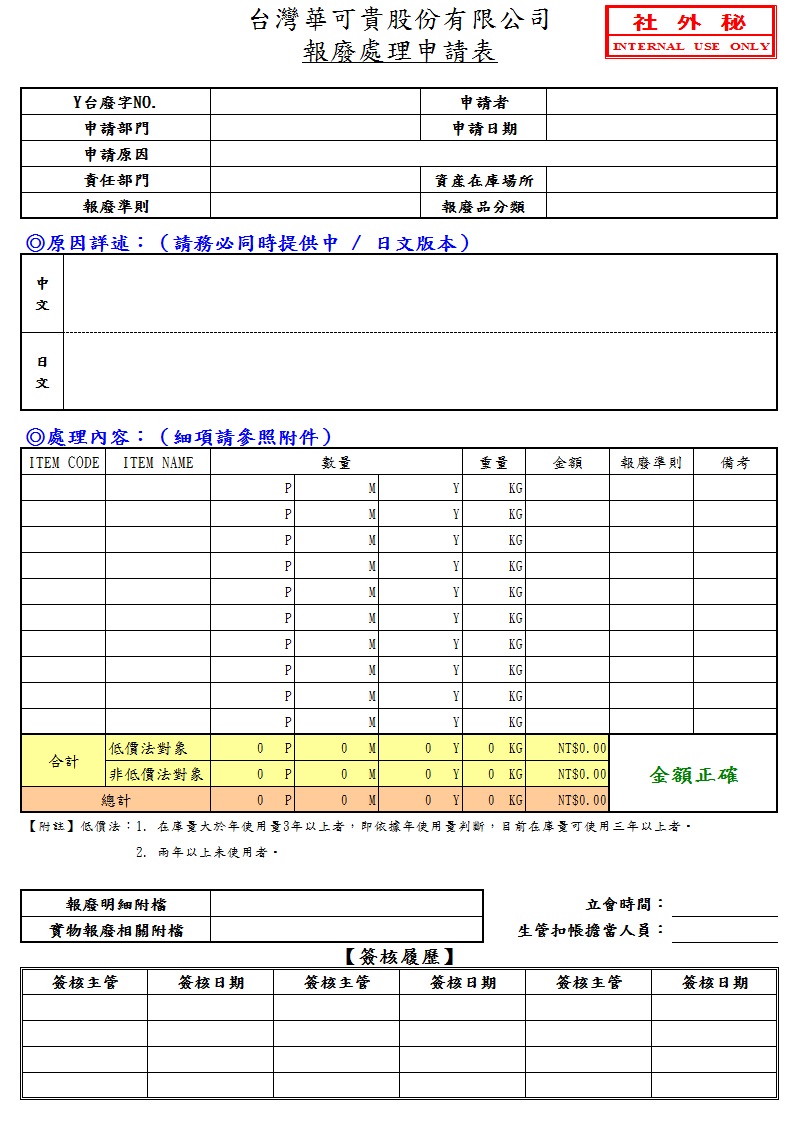 台灣華可貴股份有限公司
報廢處理申請表
社外秘
INTERNAL USE ONLY
Y台廢字NO. 申請者
申請部門 申請日期
申請原因
責任部門 資産在庫場所
報廢準則 報廢品分類
◎原因詳述：（請務必同時提供中 / 日文版本）
中文
日文
◎處理內容：（細項請參照附件）
ITEM CODE ITEM NAME 數量 重量 金額 報廢準則 備考
P M Y KG
P M Y KG
P M Y KG
P M Y KG
P M Y KG
P M Y KG
P M Y KG
P M Y KG
P M Y KG
P M Y KG
合計 低價法對象 0 P 0 M 0 Y 0 KG NT$0.00
非低價法對象 0 P 0 M 0 Y 0 KG NT$0.00
金額正確
總計 0 P 0 M 0 Y 0 KG NT$0.00
【附註】低價法：1. 在庫量大於年使用量3年以上者，即依據年使用量判斷，目前在庫量可使用三年以上者。
2. 兩年以上未使用者。
報廢明細附檔 立會時間：
實物報廢相關附檔 生管扣帳擔當人員：
【簽核履歷】
簽核主管 簽核日期 簽核主管 簽核日期 簽核主管 簽核日期